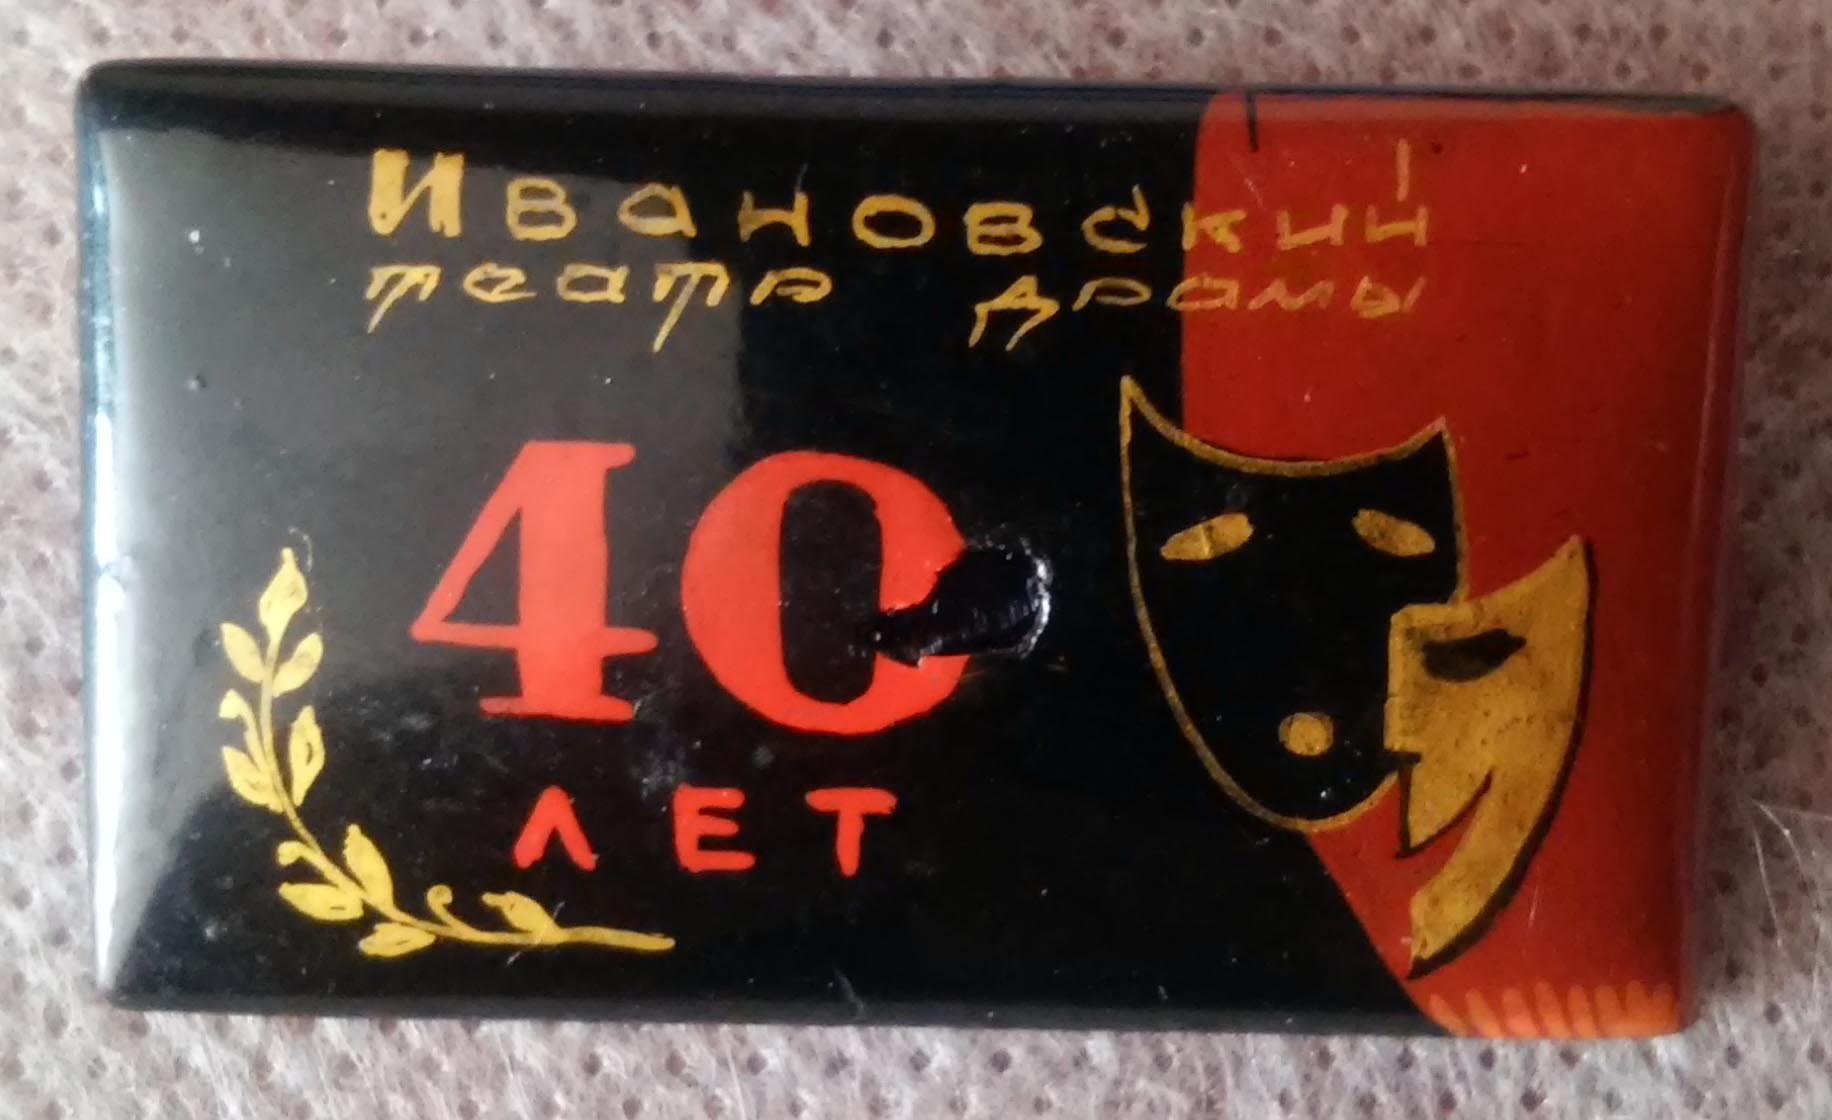 Ивановский
театр драмы
40
ЛЕТ